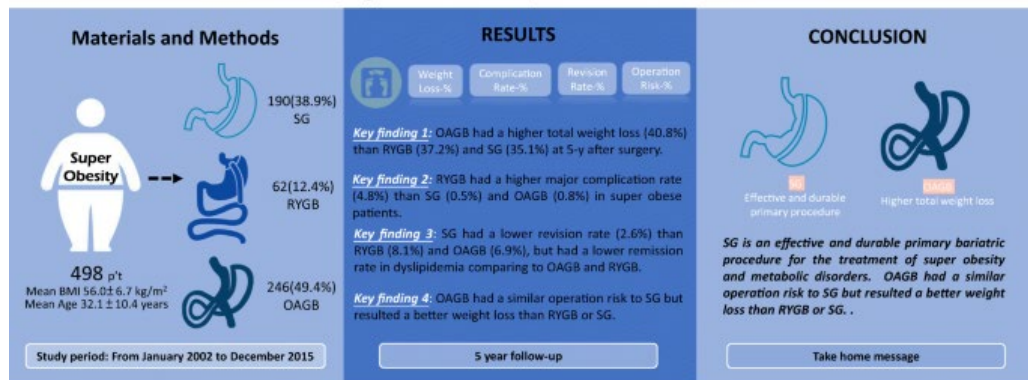 Materials and Methods
Super
Obesity
190(38.9%)
SG
62(12.4%)
RYGB
246(49.4%)
OAGB
498 p't
Mean BMI 56.0± 6.7 kg/m²
Mean Age 32.1 ± 10.4 years
Study period: From January 2002 to December 2015
RESULTS
Weight
Loss-%
Complication
Rate-%
Revision
Rate-%
Operation
Risk-%
Key finding 1: OAGB had a higher total weight loss (40.8%)
than RYGB (37.2%) and SG (35.1%) at 5-y after surgery.
Key finding 2: RYGB had a higher major complication rate
(4.8%) than SG (0.5%) and OAGB (0.8%) in super obese
patients.
Key finding 3: SG had a lower revision rate (2.6%) than
RYGB (8.1%) and OAGB (6.9%), but had a lower remission
rate in dyslipidemia comparing to OAGB and RYGB.
Key finding 4: OAGB had a similar operation risk to SG but
resulted a better weight loss than RYGB or SG.
5 year follow-up
CONCLUSION
SG
Effective and durable
primary procedure
OAGB
Higher total weight loss
SG is an effective and durable primary bariatric
procedure for the treatment of super obesity
and metabolic disorders. OAGB had a similar
operation risk to SG but resulted a better weight
loss than RYGB or SG. .
Take home message